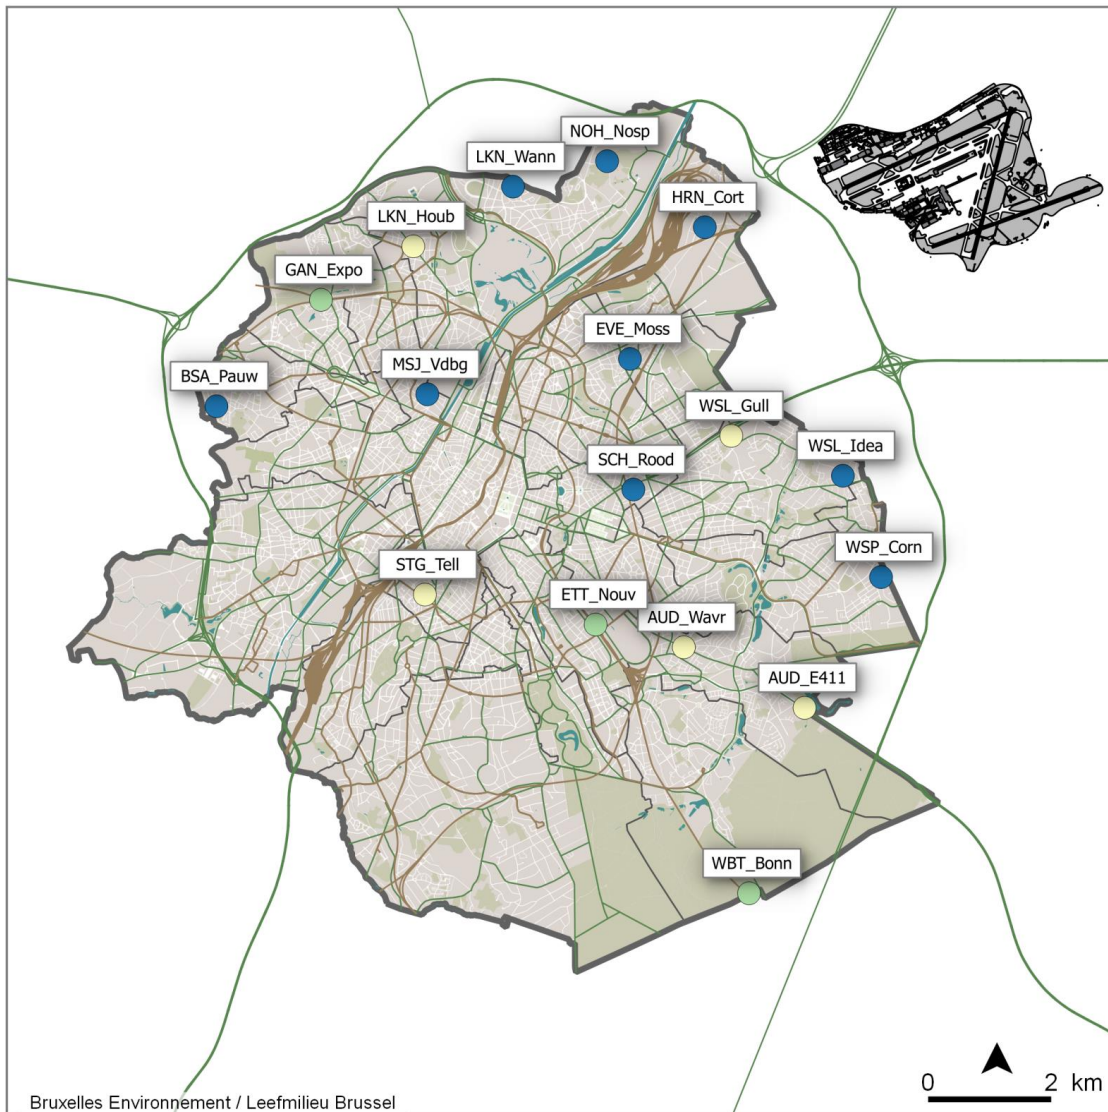 NOH_Nosp
LKN_Wann
HRN_Cort
LKN_Houb
GAN_Expo
EVE_Moss
MSJ_Vdbg
BSA_Pauw
WSL_Gull
WSL_Idea
SCH_Rood
WSP_Corn
STG_Tell
ETT_Nouv
AUD_Wavr
AUD_E411
WBT_Bonn
0 2 km
Bruxelles Environnement / Leefmilieu Brussel